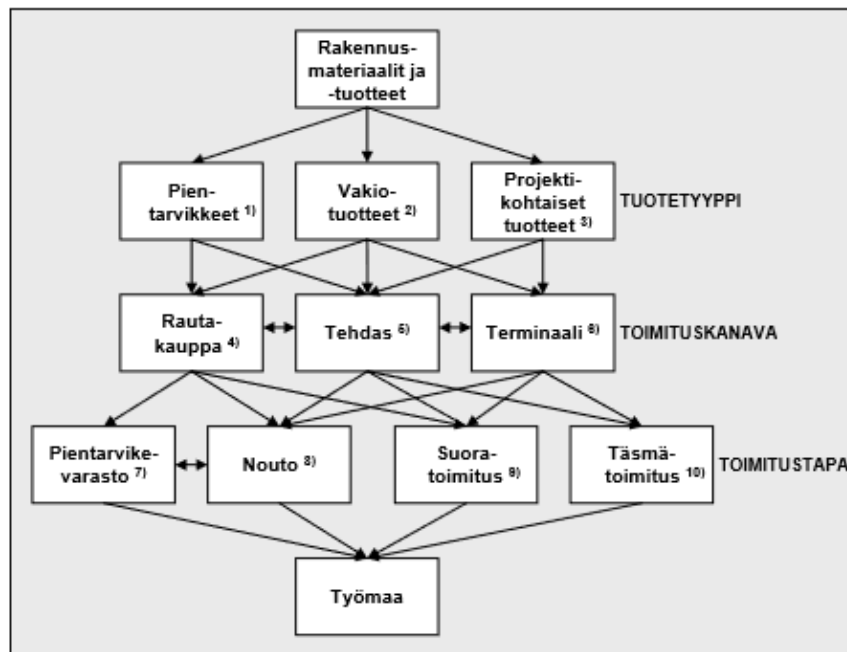 Rakennus-
materiaalit ja
-tuotteet
Pien-
tarvikkeet 1)
Vakio-
tuotteet 2)
Projekti-
kohtaiset
tuotteet 3)
TUOTETYYPPI
Rauta-
kauppa 4)
Tehdas 5)
Terminaali 6)
TOIMITUSKANAVA
Pientarvike-
varasto 7)
Nouto 8)
Suora-
toimitus 9)
Täsmä-
toimitus 10)
TOIMITUSTAPA
Työmaa